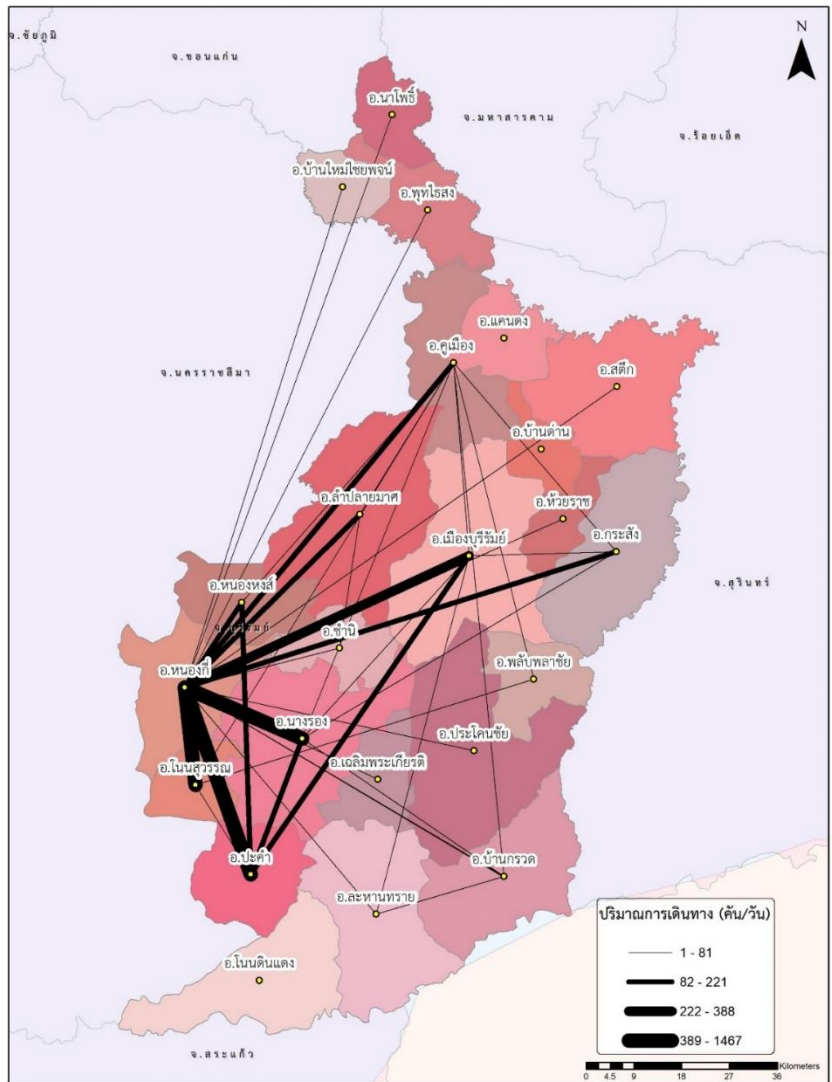 N
จ.ชัยภูมิ
จ.ขอนแก่น
อ.นาโพธิ์
จ.มหาสารคาม
จ.ร้อยเอ็ด
อ.บ้านใหม่ไชยพจน์
อ.พุทไธสง
อ.แคนดง
อ.คูเมือง
จ.นครราชสีมา
อ.สตึก
อ.บ้านด่าน
อ.ลำปลายมาศ
อ.ห้วยราช
อ.เมืองบุรีรัมย์
อ.กระสัง
จ.สุรินทร์
อ.หนองหงส์
อ.ชำนิ
อ.หนองกี่
อ.พลับพลาชัย
อ.นางรอง
อ.ประโคนชัย
อ.โนนสุวรรณ
อ.เฉลิมพระเกียรติ
อ.ปะคำ
อ.บ้านกรวด
อ.ละหานทราย
อ.โนนดินแดง
จ.สระแก้ว
ปริมาณการเดินทาง (คัน/วัน)
1 - 81
82 - 221
222 - 388
389 - 1467
Kilometers
0 4.5 9 18 27 36